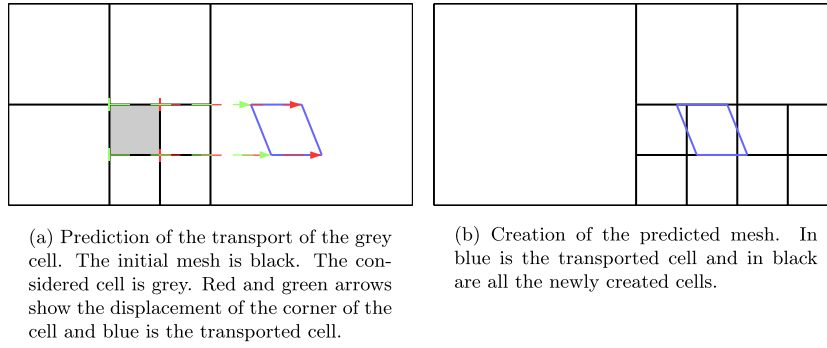 (a) Prediction of the transport of the grey
cell. The initial mesh is black. The con-
sidered cell is grey. Red and green arrows
show the displacement of the corner of the
cell and blue is the transported cell.
(b) Creation of the predicted mesh. In
blue is the transported cell and in black
are all the newly created cells.